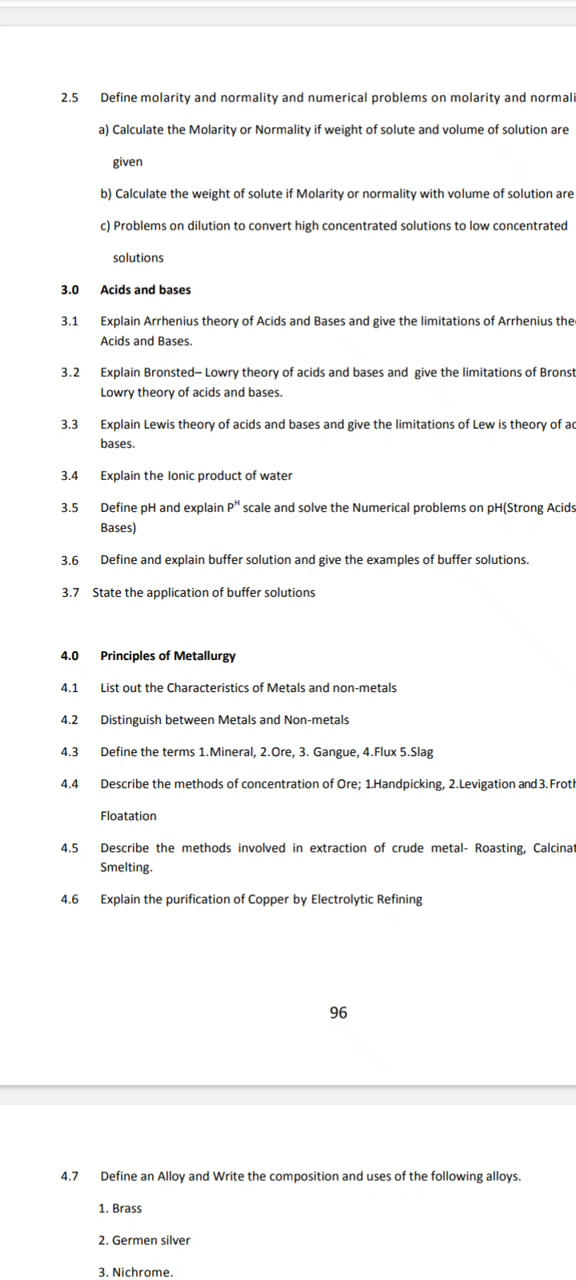 2.5 Define molarity and normality and numerical problems on molarity and normali
a) Calculate the Molarity or Normality if weight of solute and volume of solution are
given
b) Calculate the weight of solute if Molarity or normality with volume of solution are
c) Problems on dilution to convert high concentrated solutions to low concentrated
solutions
3.0 Acids and bases
3.1 Explain Arrhenius theory of Acids and Bases and give the limitations of Arrhenius the
Acids and Bases.
3.2 Explain Bronsted– Lowry theory of acids and bases and give the limitations of Bronst
Lowry theory of acids and bases.
3.3 Explain Lewis theory of acids and bases and give the limitations of Lew is theory of ac
bases.
3.4 Explain the Ionic product of water
3.5 Define pH and explain Pᴴ scale and solve the Numerical problems on pH(Strong Acids
Bases)
3.6 Define and explain buffer solution and give the examples of buffer solutions.
3.7 State the application of buffer solutions
4.0 Principles of Metallurgy
4.1 List out the Characteristics of Metals and non-metals
4.2 Distinguish between Metals and Non-metals
4.3 Define the terms 1.Mineral, 2.Ore, 3. Gangue, 4.Flux 5.Slag
4.4 Describe the methods of concentration of Ore; 1.Handpicking, 2.Levigation and 3.Froth
Floatation
4.5 Describe the methods involved in extraction of crude metal- Roasting, Calcinat
Smelting.
4.6 Explain the purification of Copper by Electrolytic Refining
96
4.7 Define an Alloy and Write the composition and uses of the following alloys.
1. Brass
2. Germen silver
3. Nichrome.